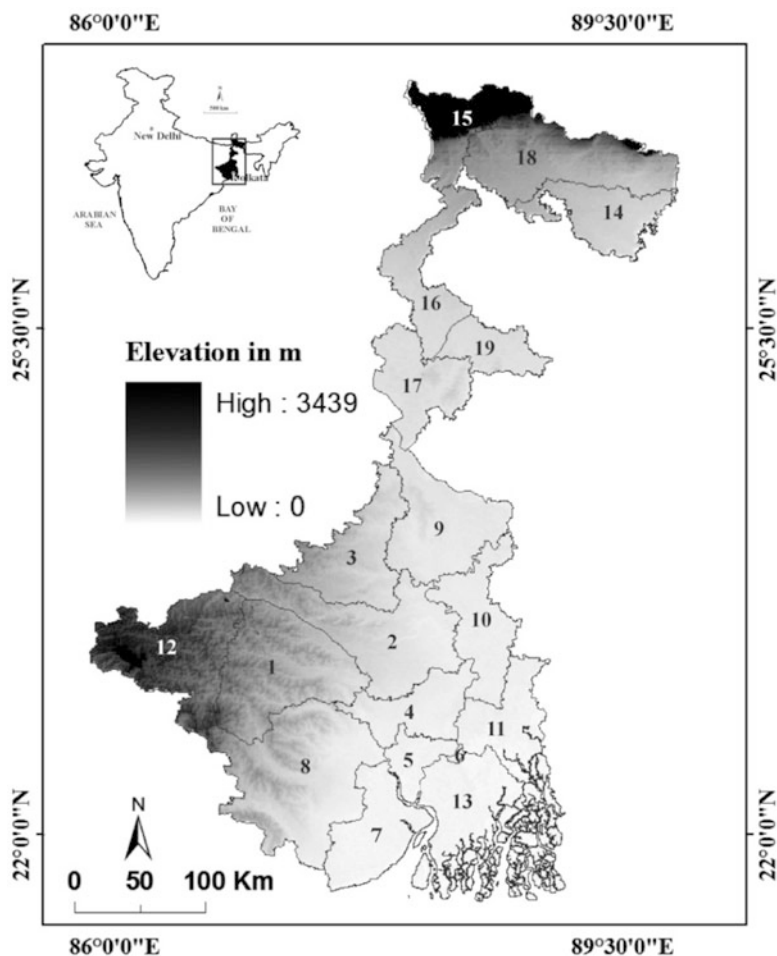 86°0'0"E 89°30'0"E
New Delhi
500 km
Kolkata
ARABIAN
SEA
BAY
OF
BENGAL
15
18
14
25°30'0"N 25°30'0"N
16
19
17
Elevation in m
High : 3439
Low : 0
9
3
10
12
2
1
4
11
6
5
8
13
7
22°0'0"N 22°0'0"N
N
0 50 100 Km
86°0'0"E 89°30'0"E